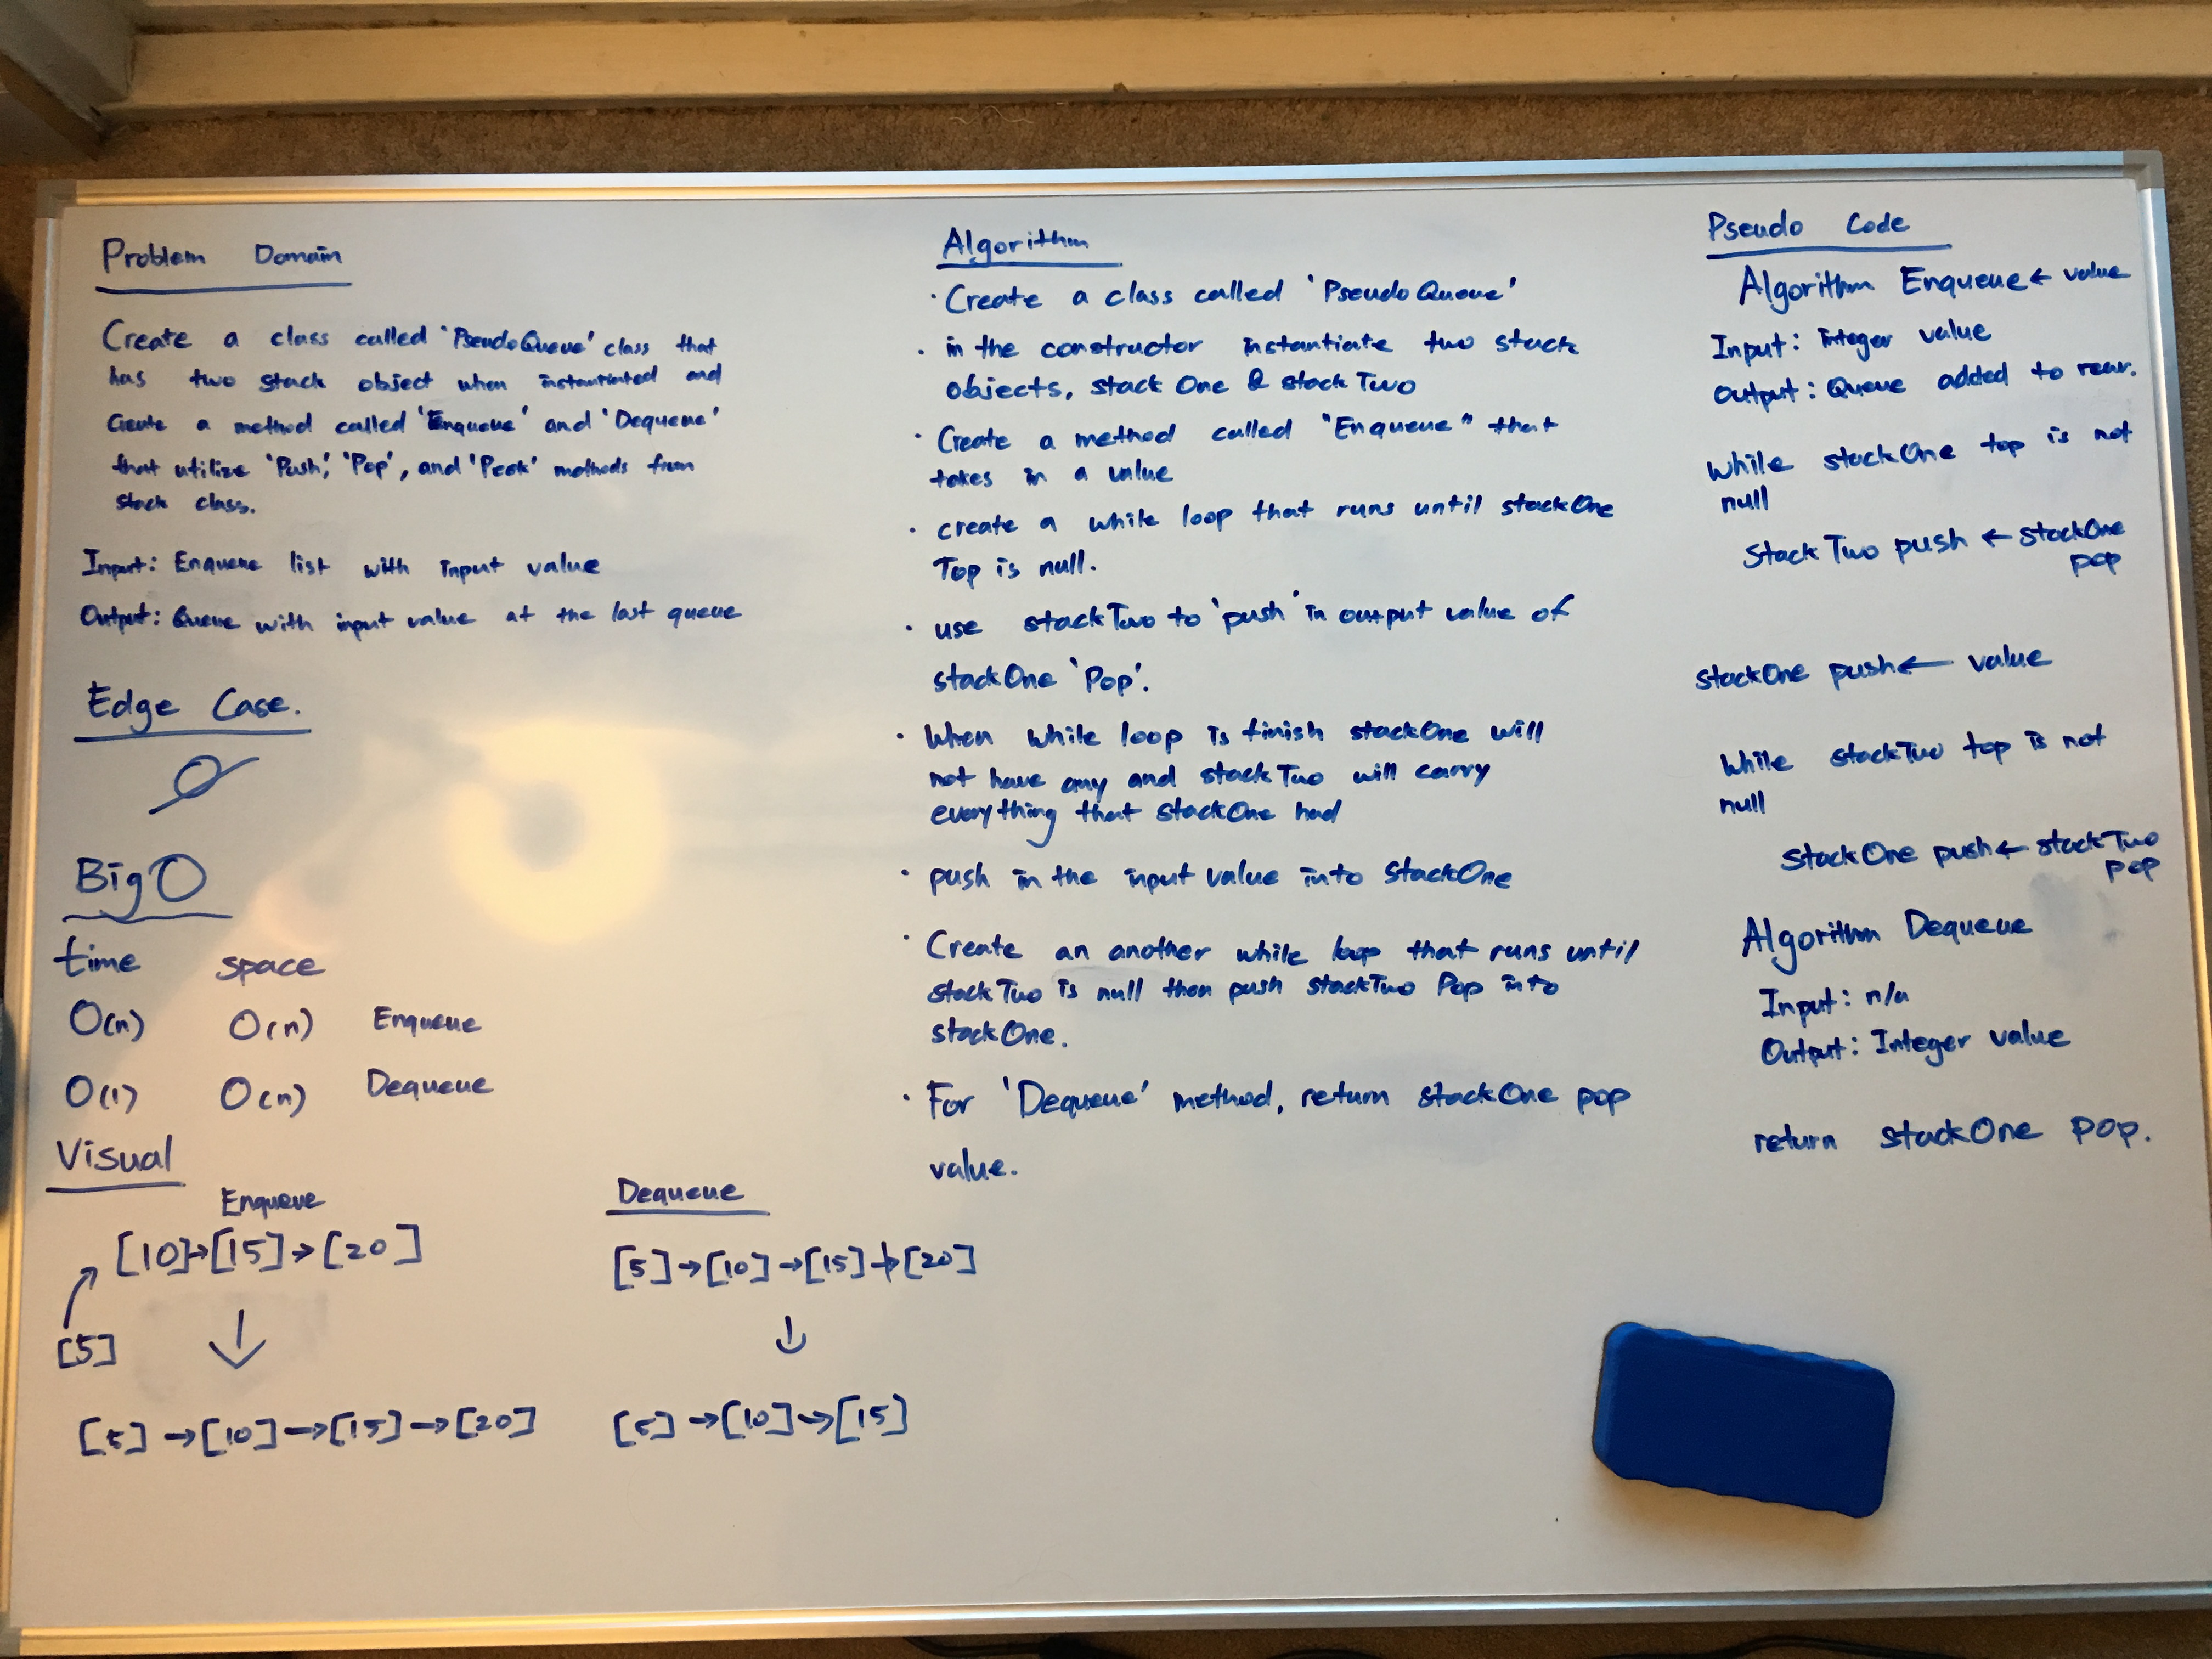 Problem Domain
Create a class called 'PseudoQueue' class that
has two stack object when instantiated and
Create a method called 'Enqueue' and 'Dequeue'
that utilize 'Push', 'Pop', and 'Peak' methods from
stack class.
Input: Enqueue list with input value
Output: Queue with input value at the last queue
Edge Case.
Big O
time space
O(n) O(n) Enqueue
O(1) O(n) Dequeue
Visual
Enqueue
[10]→[15]→[20]
[5]
[5]→[10]→[15]→[20]
Dequeue
[5]→[10]→[15]→[20]
[5]→[10]→[15]
Algorithm
· Create a class called 'PseudoQueue'
· in the constructor instantiate two stack
objects, stackOne & stackTwo
· Create a method called "Enqueue" that
takes in a value
· create a while loop that runs until stackOne
Top is null.
· use stackTwo to 'push' in output value of
stackOne 'Pop'.
· When while loop is finish stackOne will
not have any and stackTwo will carry
everything that stackOne had
· push in the input value into StackOne
· Create an another while loop that runs until
stackTwo is null then push stackTwo Pop into
stackOne.
· For 'Dequeue' method, return stackOne pop
value.
Pseudo Code
Algorithm Enqueue ← value
Input: integer value
Output: Queue added to rear.
While stackOne top is not
null
StackTwo push ← stackOne
pop
stackOne push ← value
While stackTwo top is not
null
StackOne push ← stackTwo
pop
Algorithm Dequeue
Input: n/a
Output: Integer value
return stackOne pop.